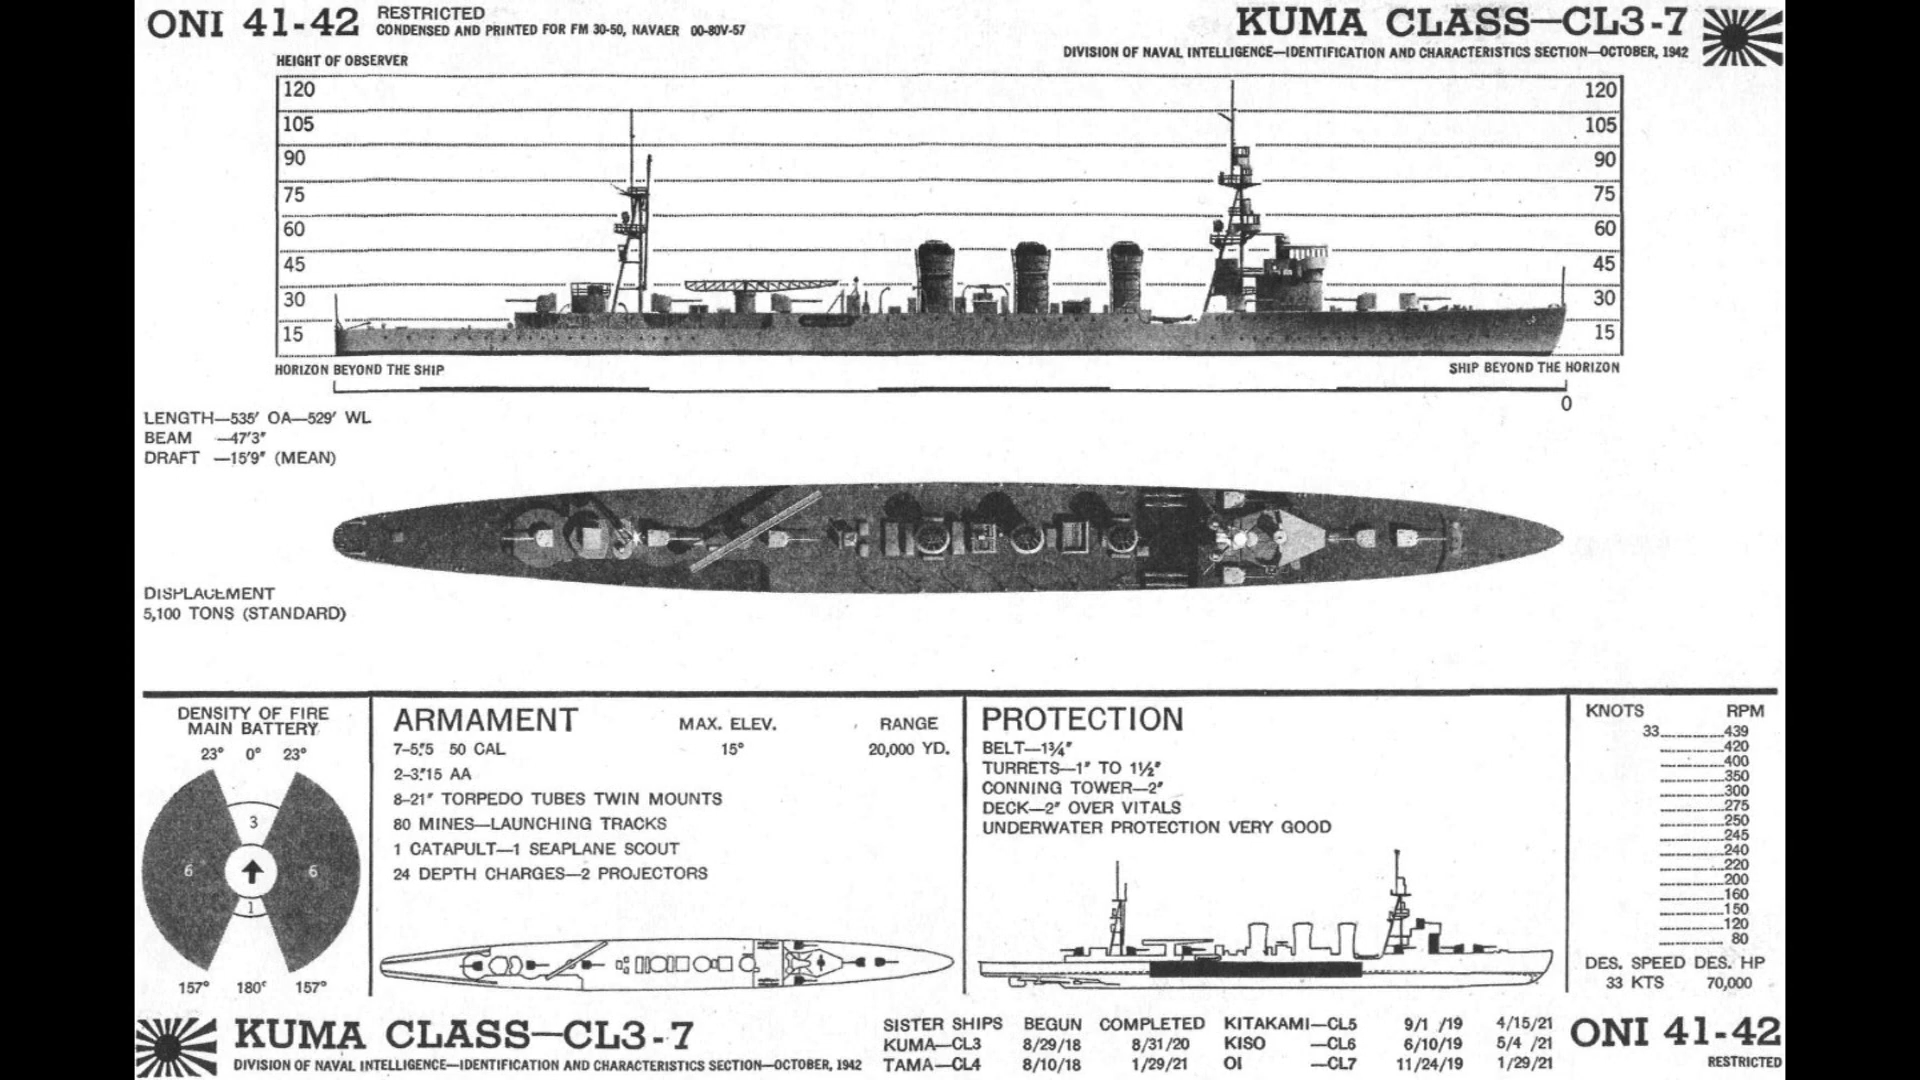 ONI 41-42
RESTRICTED
CONDENSED AND PRINTED FOR FM 30-50, NAVAER 00-80V-57
KUMA CLASS—CL3-7
DIVISION OF NAVAL INTELLIGENCE—IDENTIFICATION AND CHARACTERISTICS SECTION—OCTOBER, 1942
HEIGHT OF OBSERVER
120 120
105 105
90 90
75 75
60 60
45 45
30 30
15 15
HORIZON BEYOND THE SHIP
SHIP BEYOND THE HORIZON
0
LENGTH—535' OA—529' WL
BEAM —47'3"
DRAFT —15'9" (MEAN)
DISPLACEMENT
5,100 TONS (STANDARD)
DENSITY OF FIRE
MAIN BATTERY
23° 0° 23°
3
6 6
1
157° 180° 157°
ARMAMENT MAX. ELEV. RANGE
7—5."5 50 CAL 15° 20,000 YD.
2—3."15 AA
8—21" TORPEDO TUBES TWIN MOUNTS
80 MINES—LAUNCHING TRACKS
1 CATAPULT—1 SEAPLANE SCOUT
24 DEPTH CHARGES—2 PROJECTORS
PROTECTION
BELT—1¾"
TURRETS—1" TO 1½"
CONNING TOWER—2"
DECK—2" OVER VITALS
UNDERWATER PROTECTION VERY GOOD
KNOTS RPM
33 439
420
400
350
300
275
250
245
240
220
200
160
150
120
80
DES. SPEED DES. HP
33 KTS 70,000
KUMA CLASS—CL3-7
DIVISION OF NAVAL INTELLIGENCE—IDENTIFICATION AND CHARACTERISTICS SECTION—OCTOBER, 1942
SISTER SHIPS BEGUN COMPLETED
KUMA—CL3 8/29/18 8/31/20
TAMA—CL4 8/10/18 1/29/21
KITAKAMI—CL5 9/1 /19 4/15/21
KISO —CL6 6/10/19 5/4 /21
OI —CL7 11/24/19 1/29/21
ONI 41-42
RESTRICTED